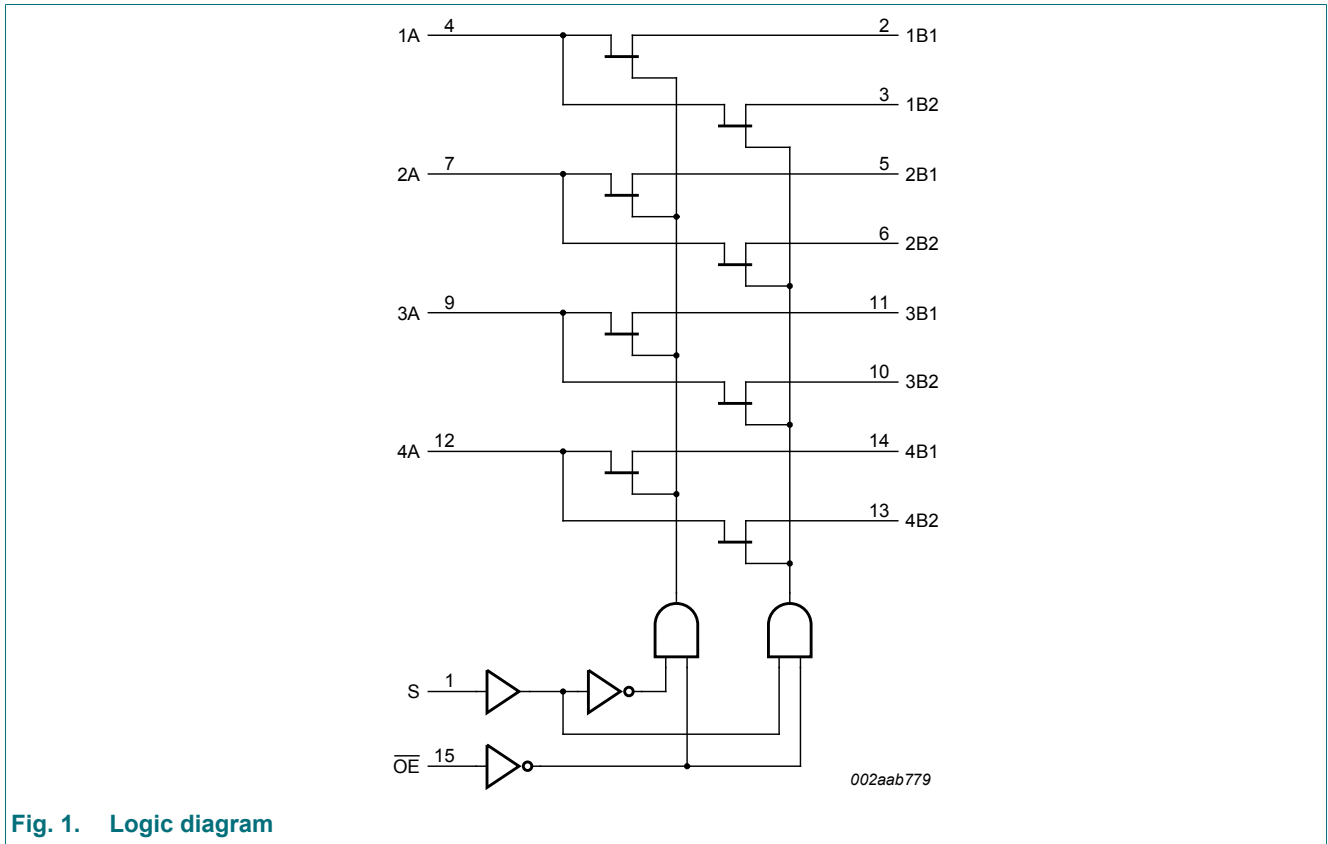 1A 4 2 1B1
3 1B2
2A 7 5 2B1
6 2B2
3A 9 11 3B1
10 3B2
4A 12 14 4B1
13 4B2
S 1
O̅E̅ 15
002aab779
Fig. 1. Logic diagram